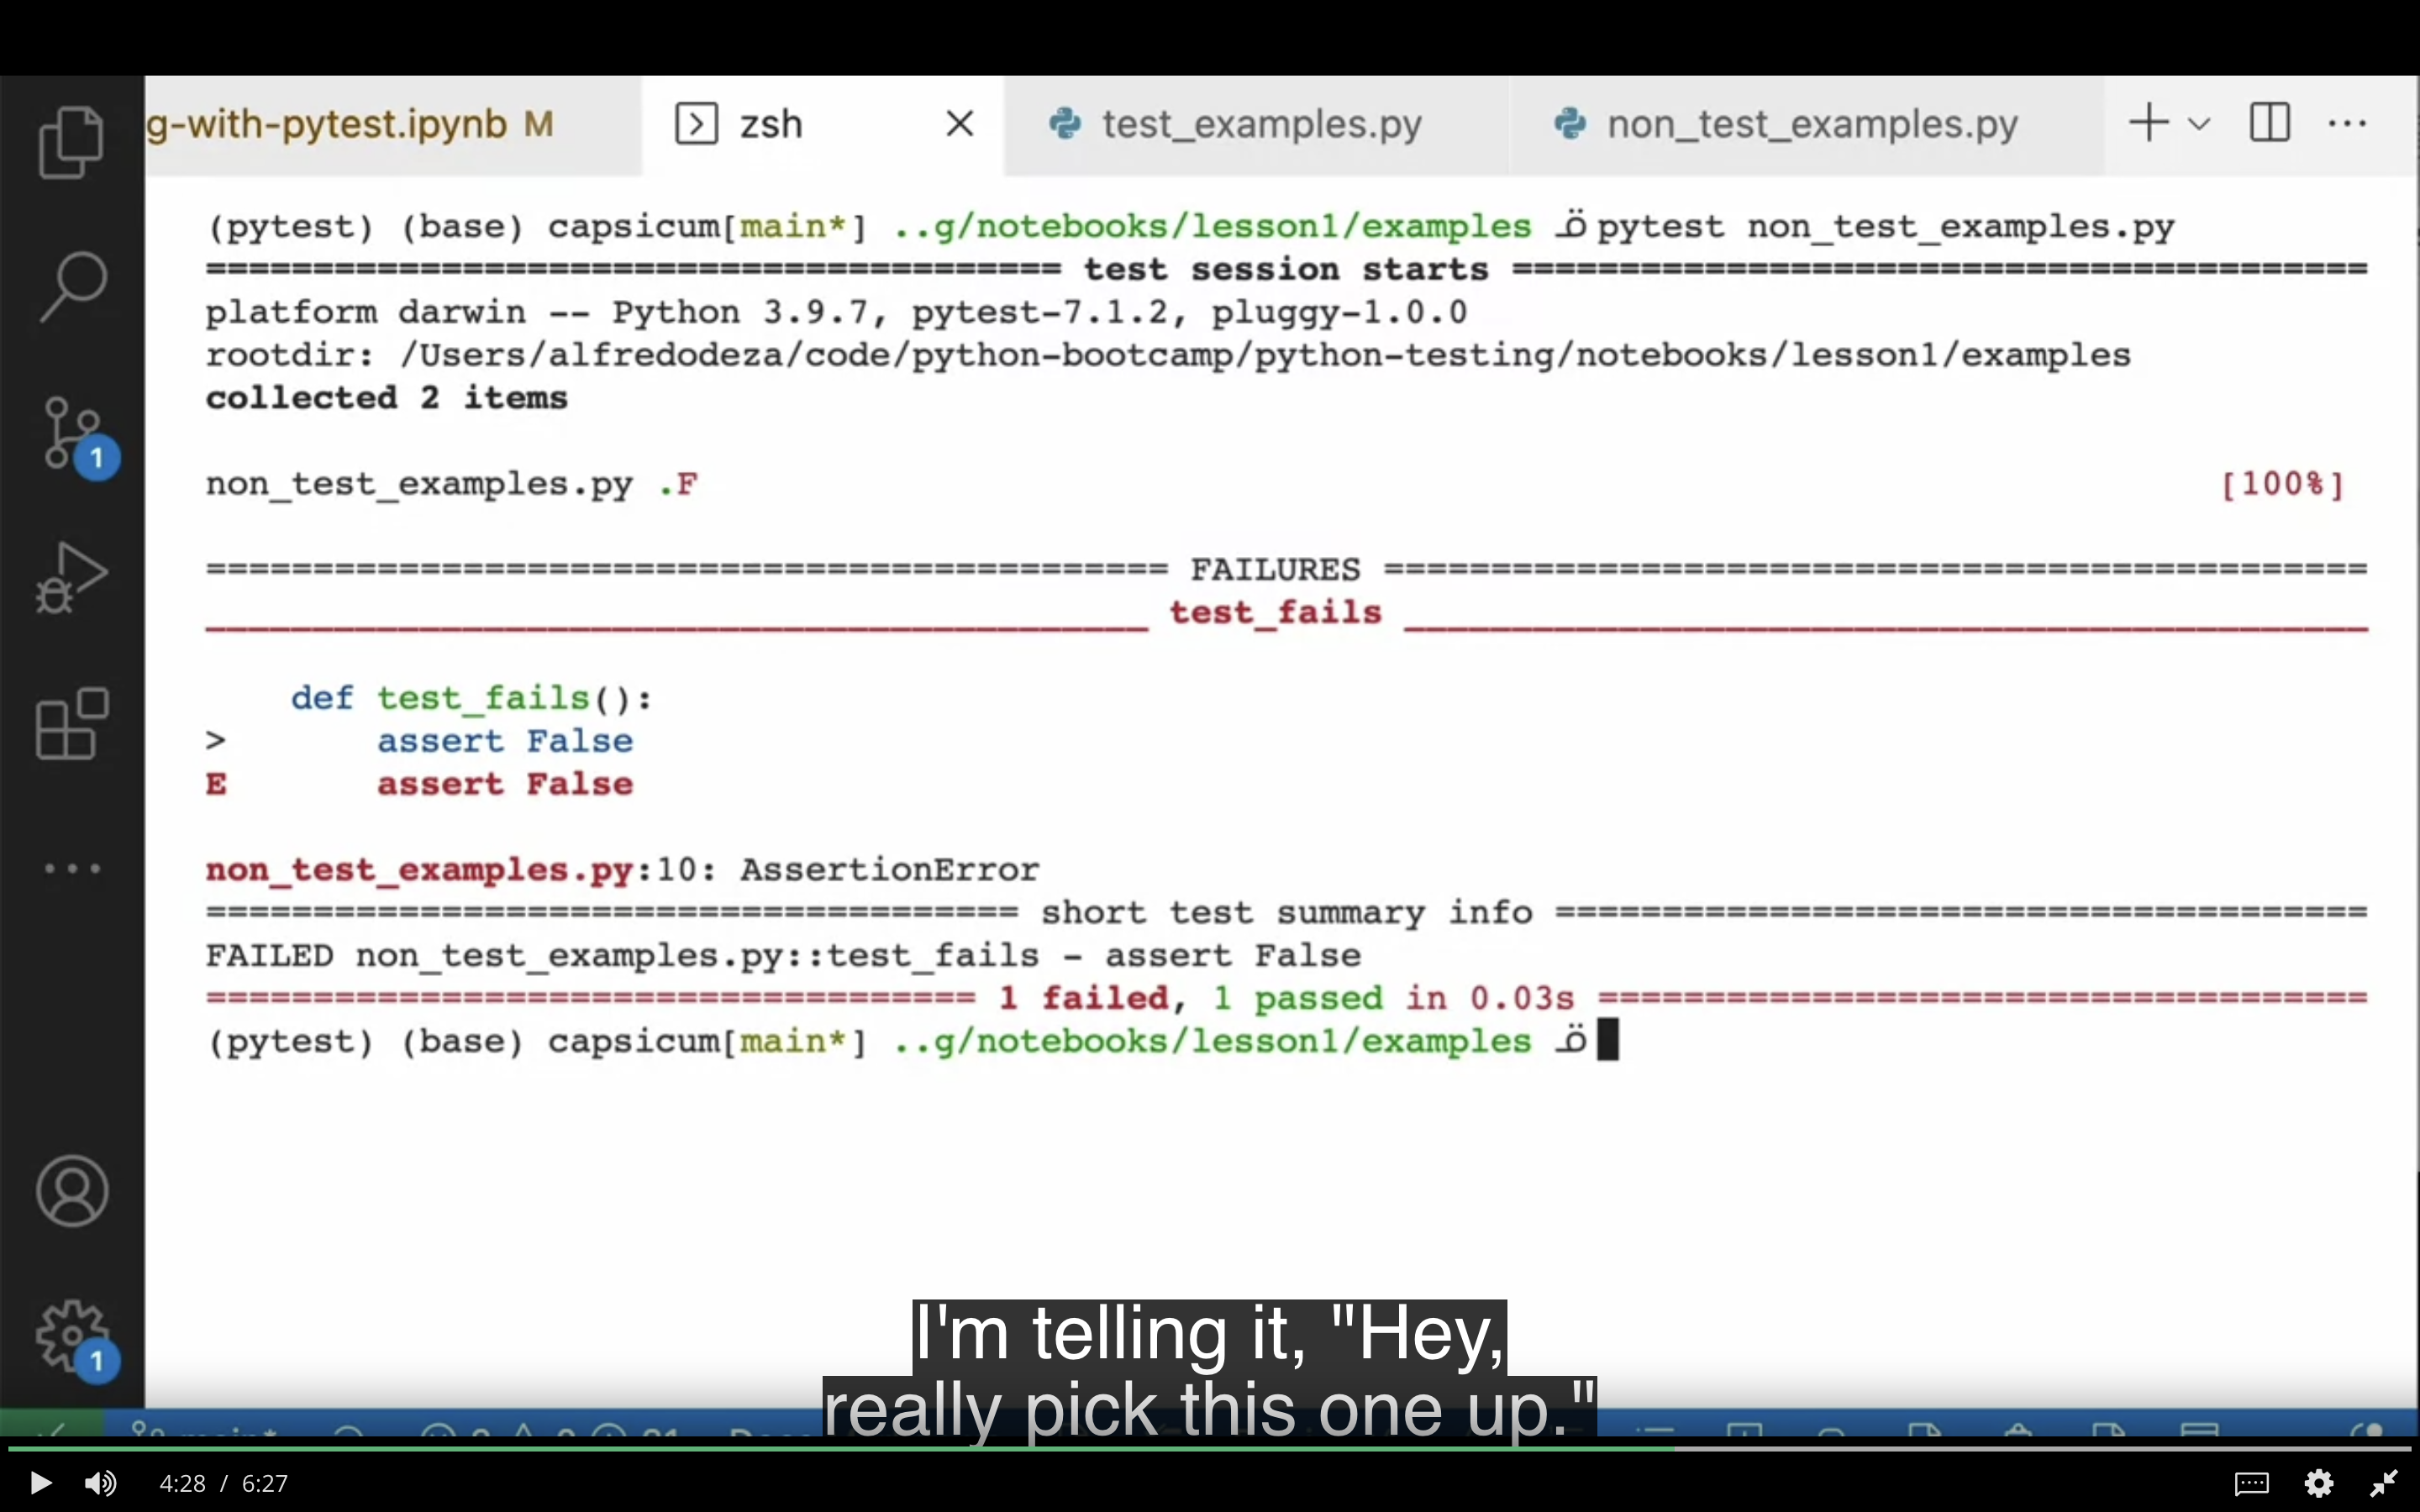 g-with-pytest.ipynb M
zsh
test_examples.py
non_test_examples.py
(pytest) (base) capsicum[main*] ..g/notebooks/lesson1/examples pytest non_test_examples.py
======================================== test session starts ========================================
platform darwin -- Python 3.9.7, pytest-7.1.2, pluggy-1.0.0
rootdir: /Users/alfredodeza/code/python-bootcamp/python-testing/notebooks/lesson1/examples
collected 2 items
non_test_examples.py .F [100%]
============================================= FAILURES ==============================================
____________________________________________ test_fails _____________________________________________
def test_fails():
> assert False
E assert False
non_test_examples.py:10: AssertionError
====================================== short test summary info ======================================
FAILED non_test_examples.py::test_fails - assert False
==================================== 1 failed, 1 passed in 0.03s ====================================
(pytest) (base) capsicum[main*] ..g/notebooks/lesson1/examples
1
1
I'm telling it, "Hey,
really pick this one up."
4:28 / 6:27